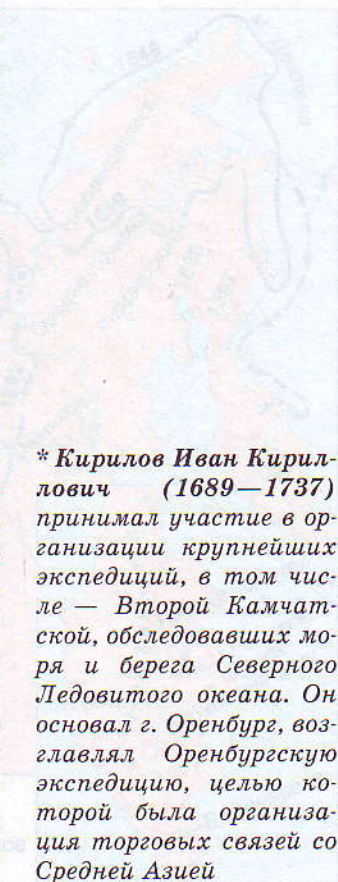 * Кирилов Иван Кирил-
лович (1689—1737)
принимал участие в ор-
ганизации крупнейших
экспедиций, в том чис-
ле — Второй Камчат-
ской, обследовавших мо-
ря и берега Северного
Ледовитого океана. Он
основал г. Оренбург, воз-
главлял Оренбургскую
экспедицию, целью ко-
торой была организа-
ция торговых связей со
Средней Азией